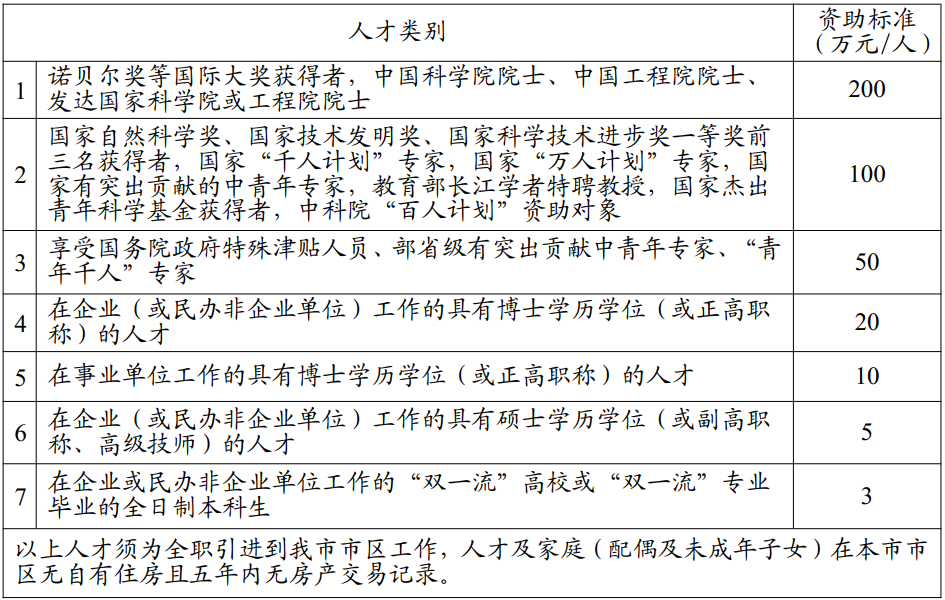 人才类别
资助标准
（万元/人）
1
诺贝尔奖等国际大奖获得者，中国科学院院士、中国工程院院士、
发达国家科学院或工程院院士
200
2
国家自然科学奖、国家技术发明奖、国家科学技术进步奖一等奖前
三名获得者，国家“千人计划”专家，国家“万人计划”专家，国
家有突出贡献的中青年专家，教育部长江学者特聘教授，国家杰出
青年科学基金获得者，中科院“百人计划”资助对象
100
3
享受国务院政府特殊津贴人员、部省级有突出贡献中青年专家、“青
年千人”专家
50
4
在企业（或民办非企业单位）工作的具有博士学历学位（或正高职
称）的人才
20
5
在事业单位工作的具有博士学历学位（或正高职称）的人才
10
6
在企业（或民办非企业单位）工作的具有硕士学历学位（或副高职
称、高级技师）的人才
5
7
在企业或民办非企业单位工作的“双一流”高校或“双一流”专业
毕业的全日制本科生
3
以上人才须为全职引进到我市市区工作，人才及家庭（配偶及未成年子女）在本市市
区无自有住房且五年内无房产交易记录。